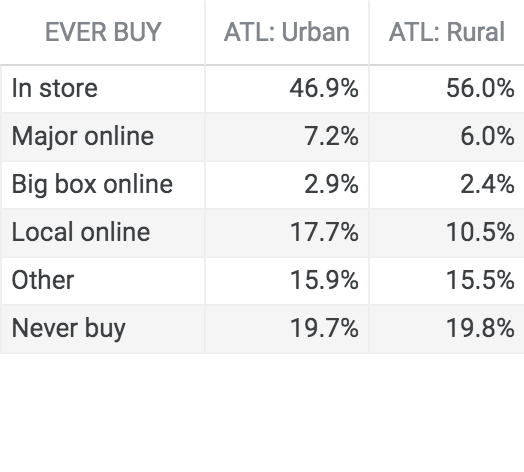 EVER BUY ATL: Urban ATL: Rural
In store 46.9% 56.0%
Major online 7.2% 6.0%
Big box online 2.9% 2.4%
Local online 17.7% 10.5%
Other 15.9% 15.5%
Never buy 19.7% 19.8%